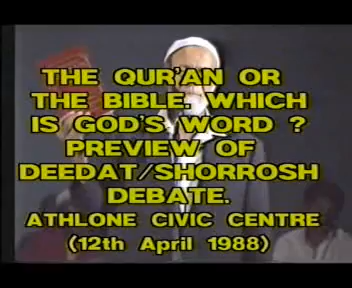 THE QUR'AN OR
THE BIBLE. WHICH
IS GOD'S WORD ?
PREVIEW OF
DEEDAT/SHORROSH
DEBATE.
ATHLONE CIVIC CENTRE
(12th April 1988)